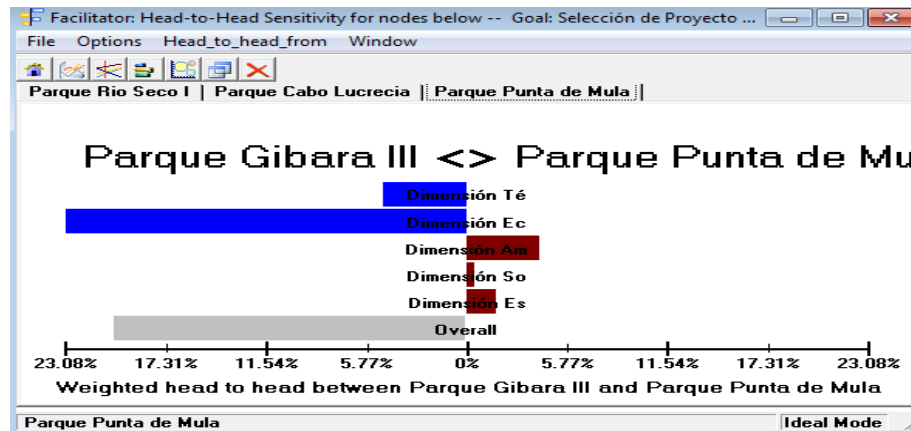 Facilitator: Head-to-Head Sensitivity for nodes below -- Goal: Selección de Proyecto ...
File Options Head_to_head_from Window
Parque Rio Seco I | Parque Cabo Lucrecia | Parque Punta de Mula |
Parque Gibara III <> Parque Punta de Mu
Dimensión Té
Dimensión Ec
Dimensión Am
Dimensión So
Dimensión Es
Overall
23.08% 17.31% 11.54% 5.77% 0% 5.77% 11.54% 17.31% 23.08%
Weighted head to head between Parque Gibara III and Parque Punta de Mula
Parque Punta de Mula Ideal Mode